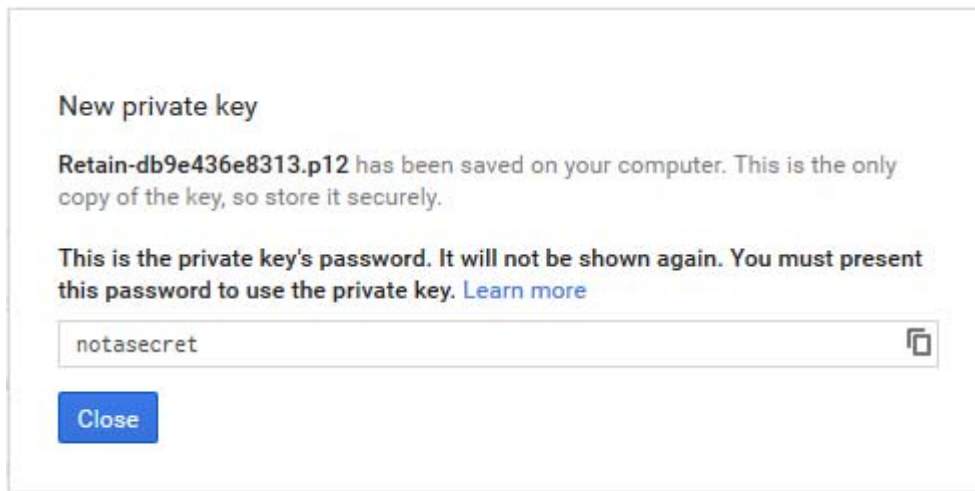 New private key
Retain-db9e436e8313.p12 has been saved on your computer. This is the only
copy of the key, so store it securely.
This is the private key's password. It will not be shown again. You must present
this password to use the private key. Learn more
notasecret
Close